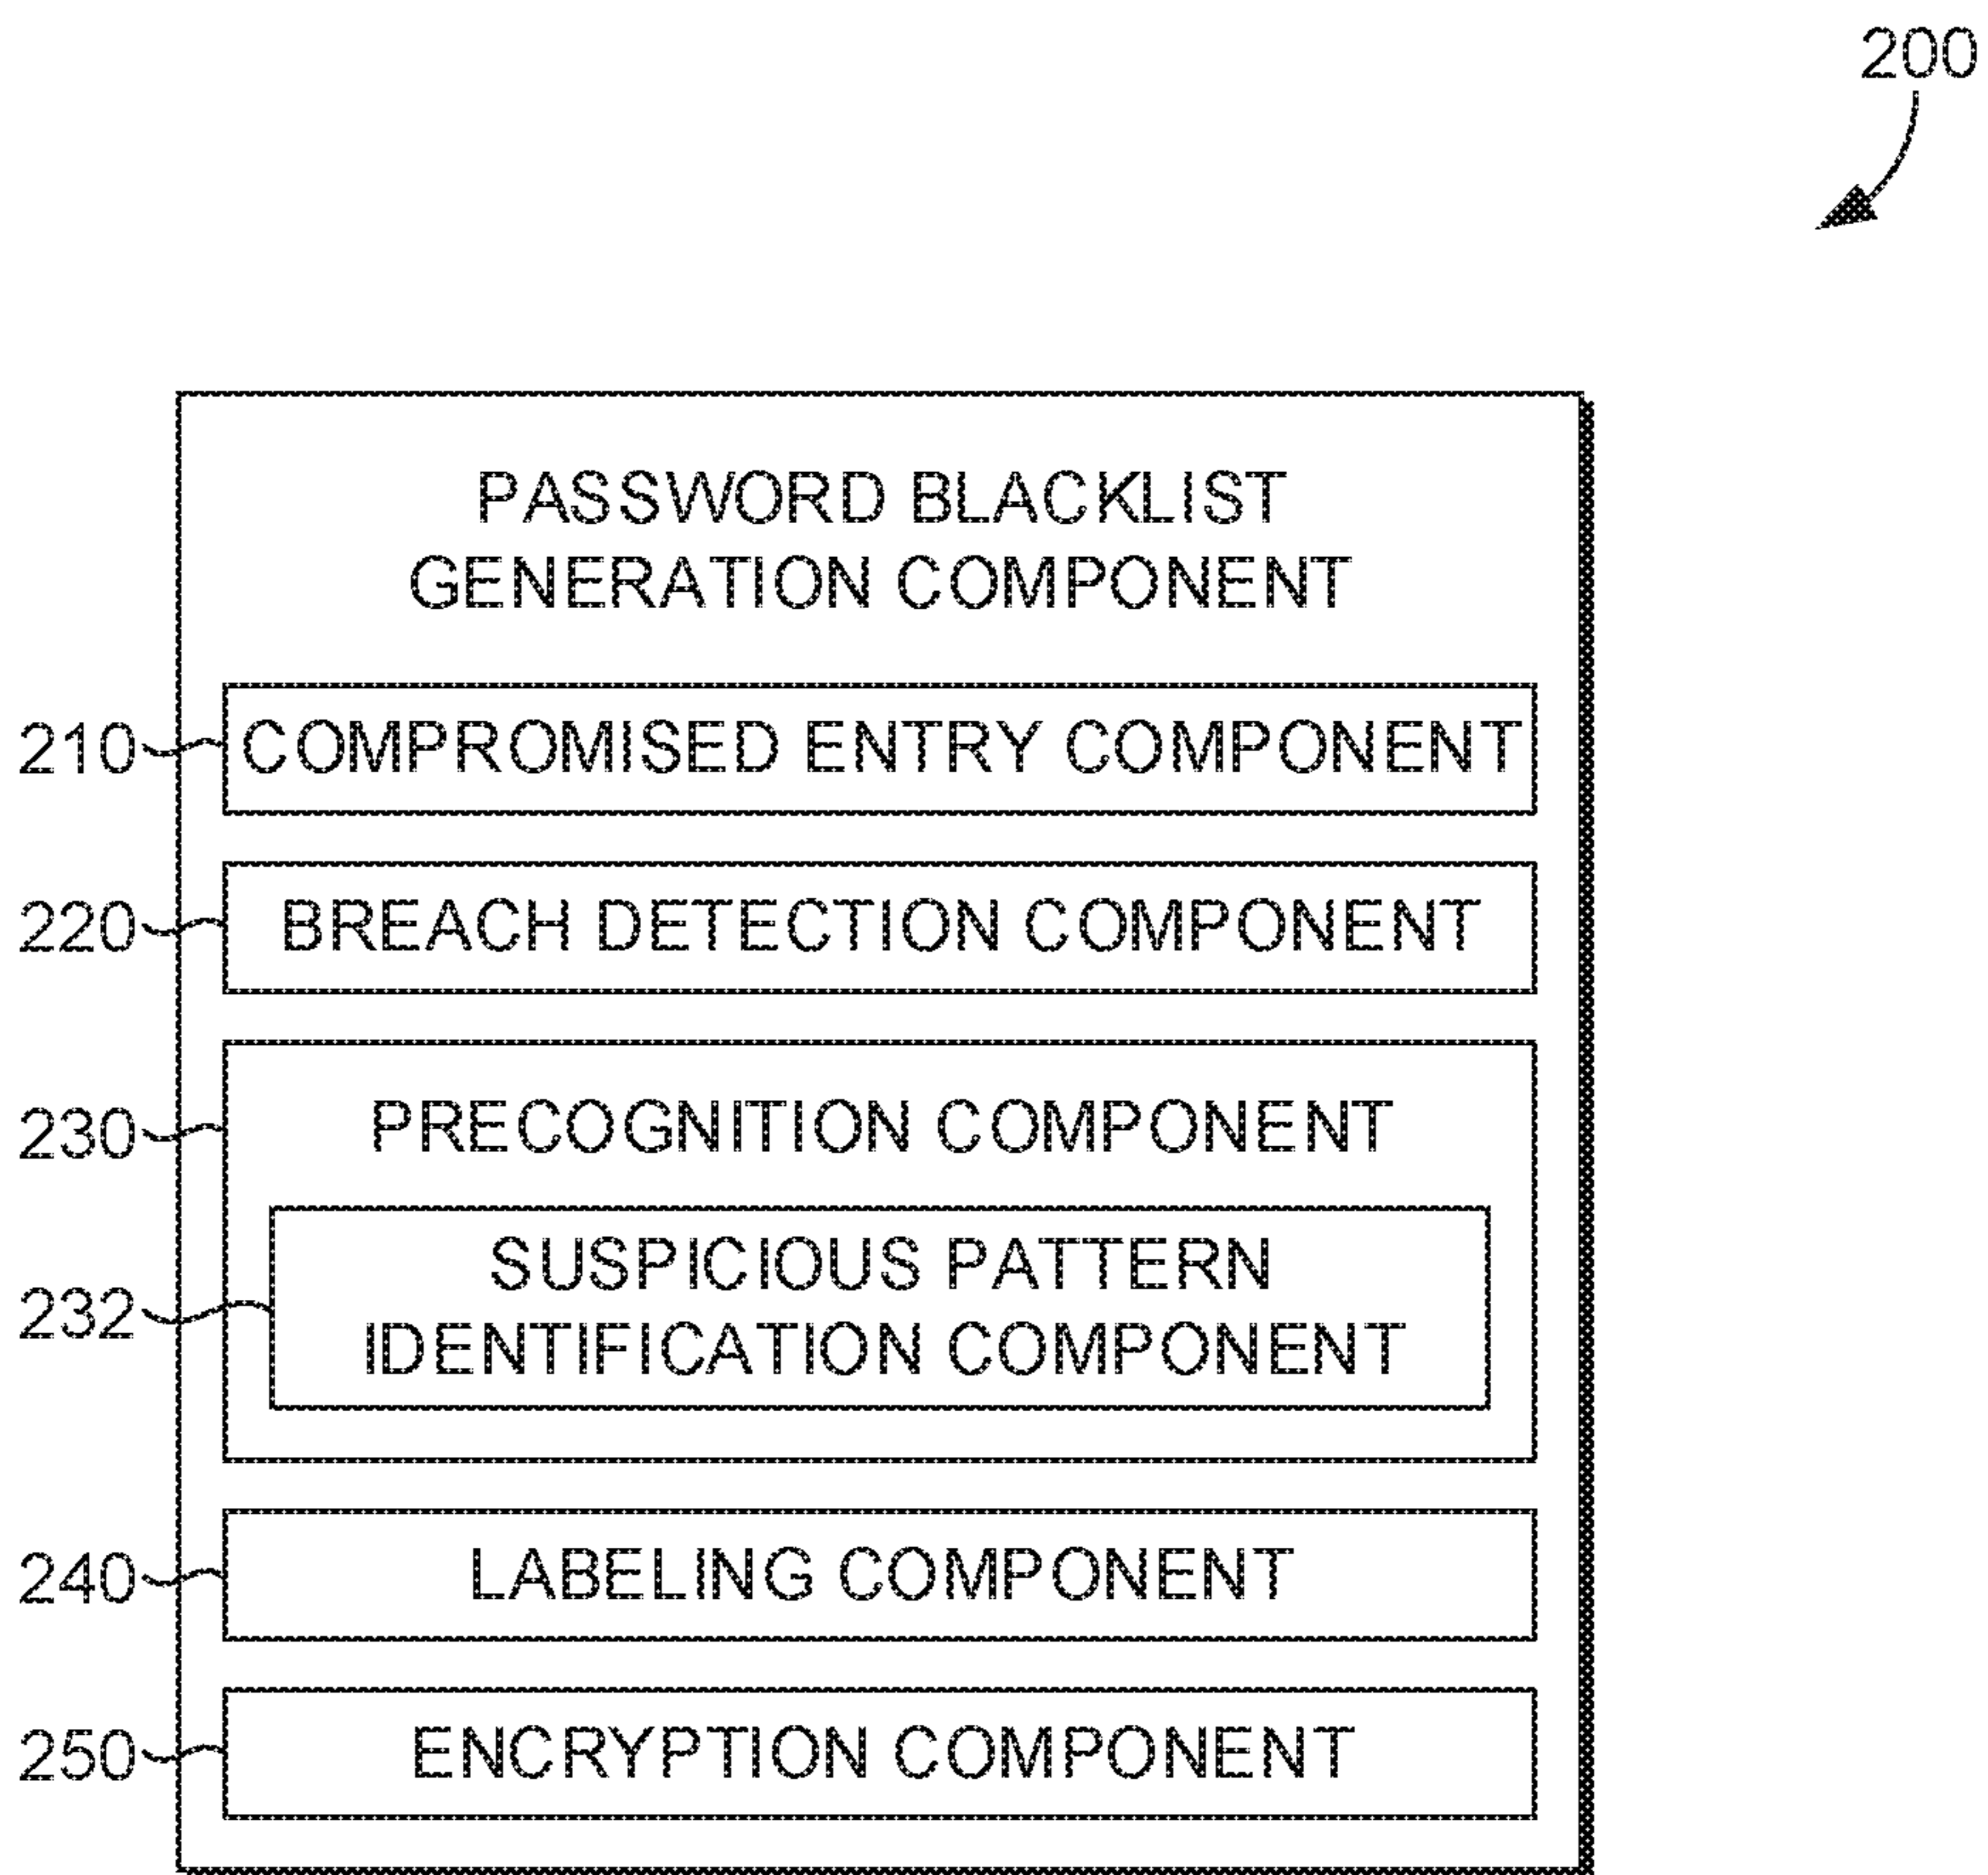 200
PASSWORD BLACKLIST
GENERATION COMPONENT
210 COMPROMISED ENTRY COMPONENT
220 BREACH DETECTION COMPONENT
230 PRECOGNITION COMPONENT
232 SUSPICIOUS PATTERN
IDENTIFICATION COMPONENT
240 LABELING COMPONENT
250 ENCRYPTION COMPONENT